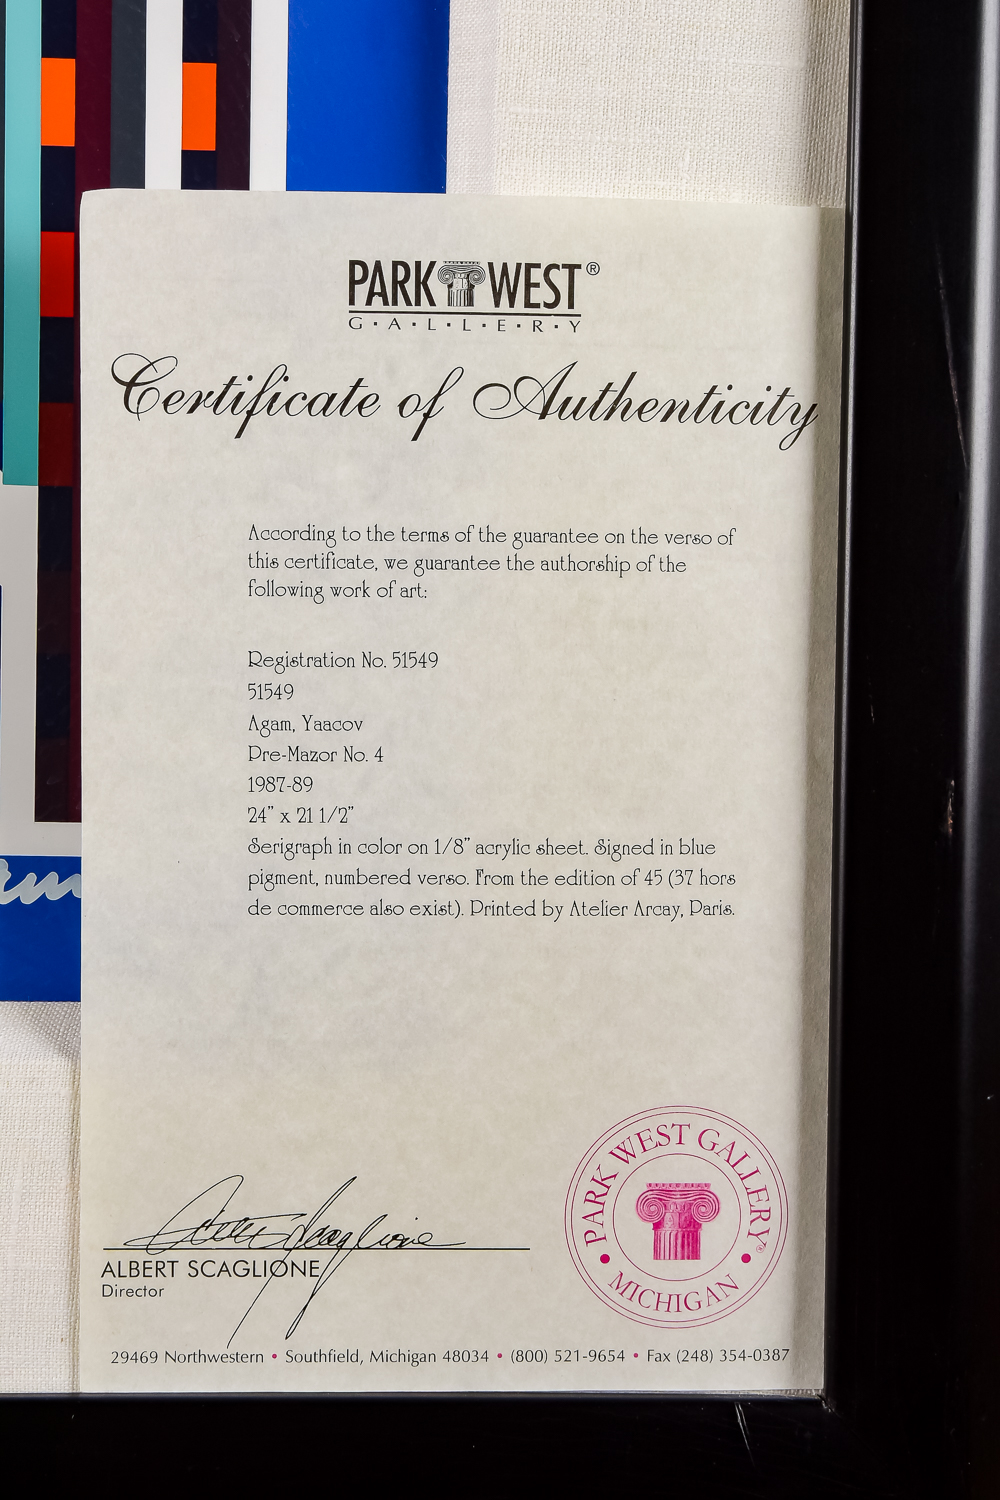 PARK WEST®
G·A·L·L·E·R·Y
Certificate of Authenticity
According to the terms of the guarantee on the verso of
this certificate, we guarantee the authorship of the
following work of art:
Registration No. 51549
51549
Agam, Yaacov
Pre-Mazor No. 4
1987-89
24" x 21 1/2"
Serigraph in color on 1/8" acrylic sheet. Signed in blue
pigment, numbered verso. From the edition of 45 (37 hors
de commerce also exist). Printed by Atelier Arcay, Paris.
Albert Scaglione
ALBERT SCAGLIONE
Director
PARK WEST GALLERY®
• MICHIGAN •
29469 Northwestern • Southfield, Michigan 48034 • (800) 521-9654 • Fax (248) 354-0387